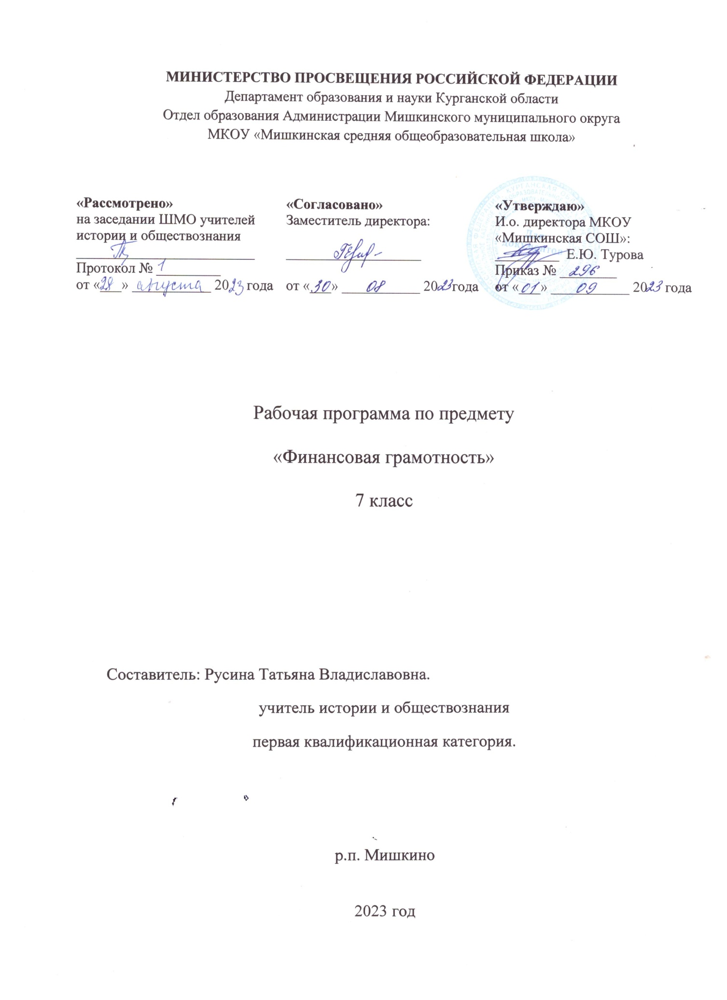 МИНИСТЕРСТВО ПРОСВЕЩЕНИЯ РОССИЙСКОЙ ФЕДЕРАЦИИ
Департамент образования и науки Курганской области
Отдел образования Администрации Мишкинского муниципального округа
МКОУ «Мишкинская средняя общеобразовательная школа»
«Рассмотрено»
на заседании ШМО учителей
истории и обществознания
Протокол № 1
от «28» августа 2023 года
«Согласовано»
Заместитель директора:
от «30» 08 2023 года
«Утверждаю»
И.о. директора МКОУ
«Мишкинская СОШ»:
Е.Ю. Турова
Приказ № 296
от «01» 09 2023 года
Для
документов
Рабочая программа по предмету
«Финансовая грамотность»
7 класс
Составитель: Русина Татьяна Владиславовна.
учитель истории и обществознания
первая квалификационная категория.
р.п. Мишкино
2023 год